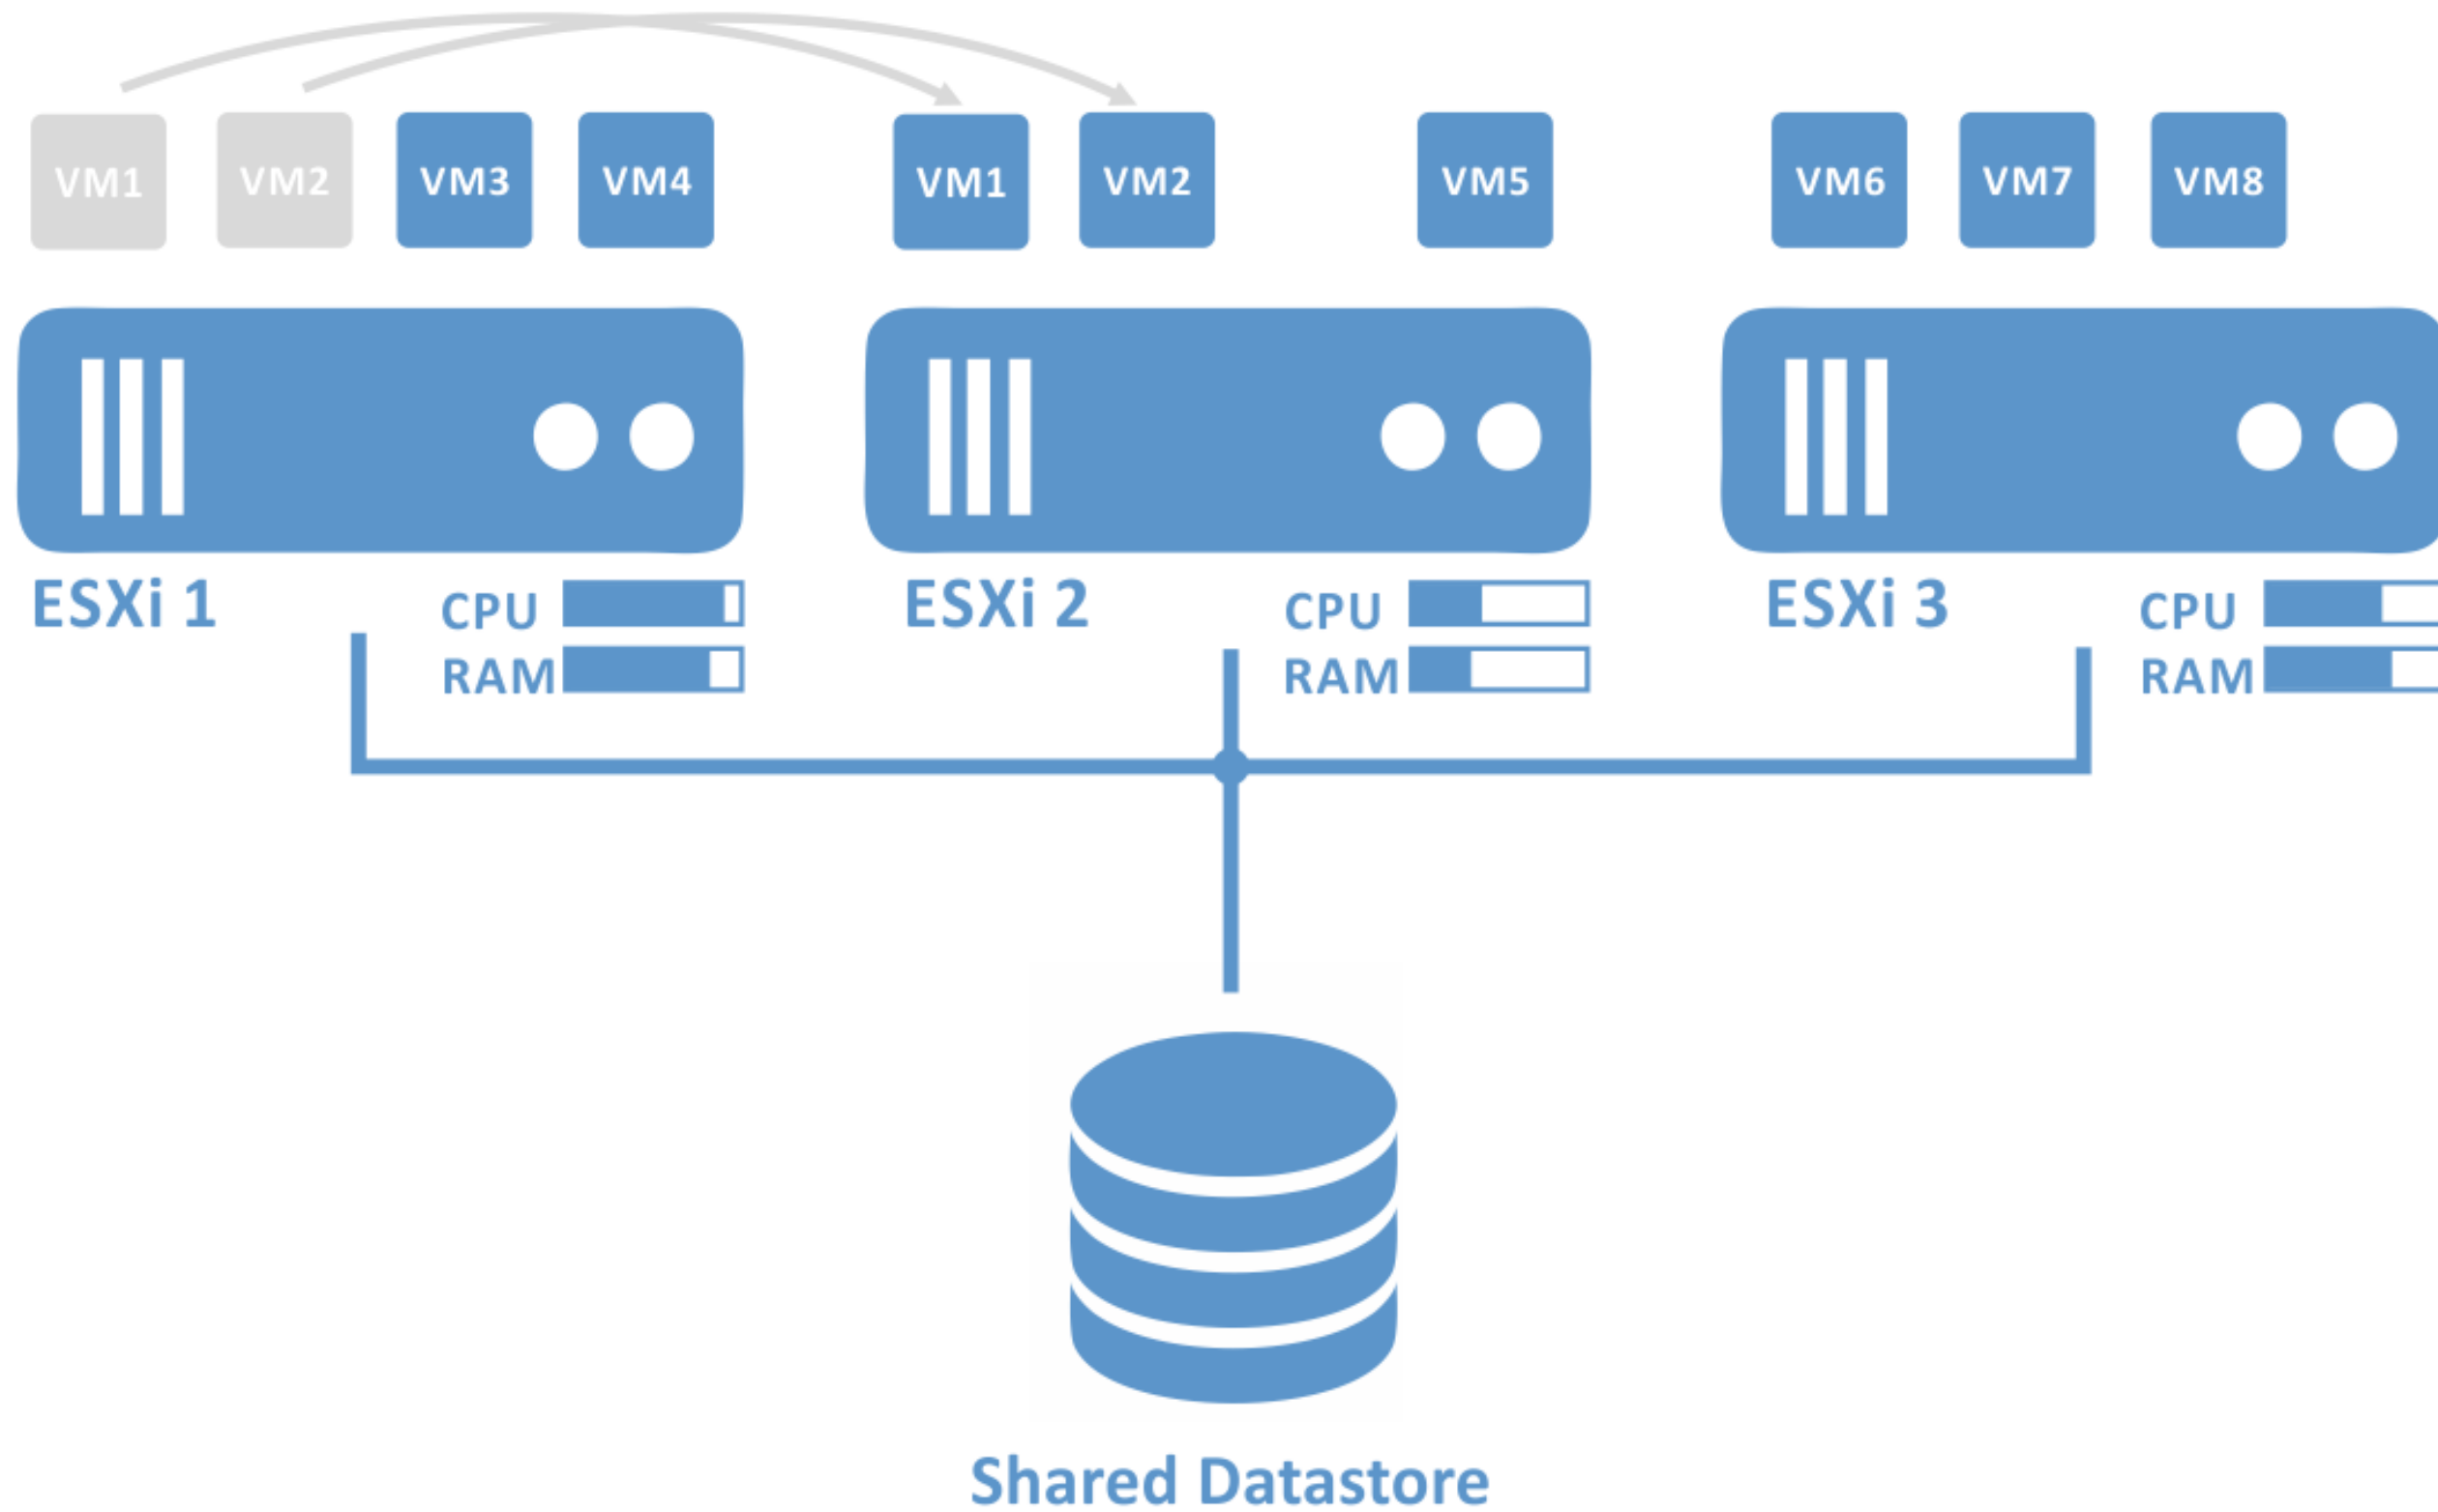 VM1 VM2 VM3 VM4 VM1 VM2 VM5 VM6 VM7 VM8
ESXi 1 CPU ESXi 2 CPU ESXi 3 CPU
RAM RAM RAM
Shared Datastore